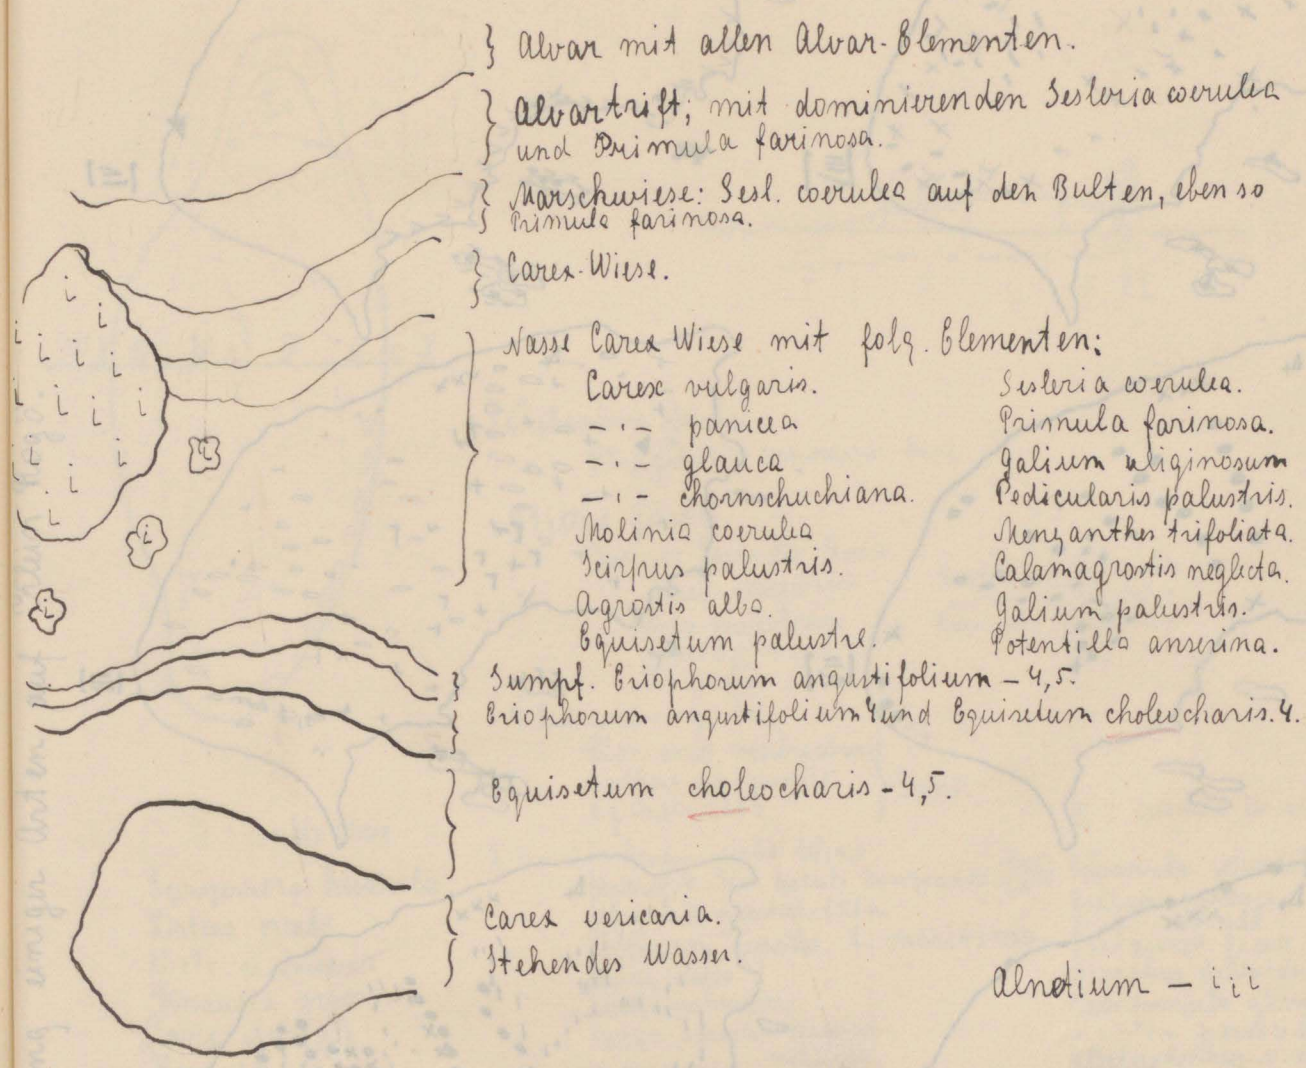 Alvar mit allen Alvar-Elementen.
Alvartrift; mit dominierenden Sesleria coerulea
und Primula farinosa.
Marschwiese: Sesl. coerulea auf den Bulten, ebenso
Primula farinosa.
Carex-Wiese.
Nasse Carex Wiese mit folg. Elementen:
Carex vulgaris.
-·- panicea
-·- glauca
-·- chornschuchiana.
Molinia coerulea
Scirpus palustris.
Agrostis alba.
Equisetum palustre.
Sesleria coerulea.
Primula farinosa.
Galium uliginosum
Pedicularis palustris.
Menyanthes trifoliata.
Calamagrostis neglecta.
Galium palustris.
Potentilla anserina.
Sumpf. Eriophorum angustifolium - 4,5.
Eriophorum angustifolium 4 und Equisetum choleocharis. 4.
Equisetum choleocharis - 4,5.
Carex vesicaria.
Stehendes Wasser.
Alnetium - i i i